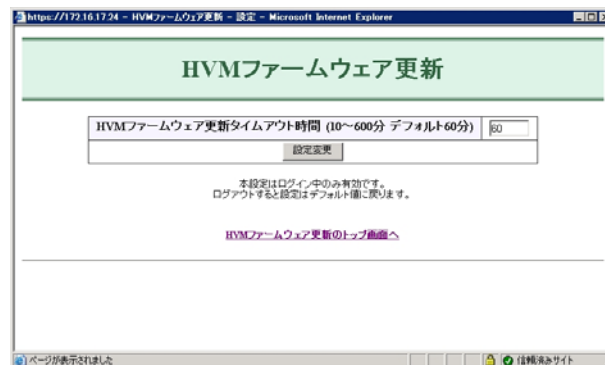 https://172.16.17.24 - HVMファームウェア更新 - 設定 - Microsoft Internet Explorer
HVMファームウェア更新
HVMファームウェア更新タイムアウト時間 (10～600分 デフォルト60分) 60
設定変更
本設定はログイン中のみ有効です。
ログアウトすると設定はデフォルト値に戻ります。
HVMファームウェア更新のトップ画面へ
ページが表示されました 信頼済みサイト